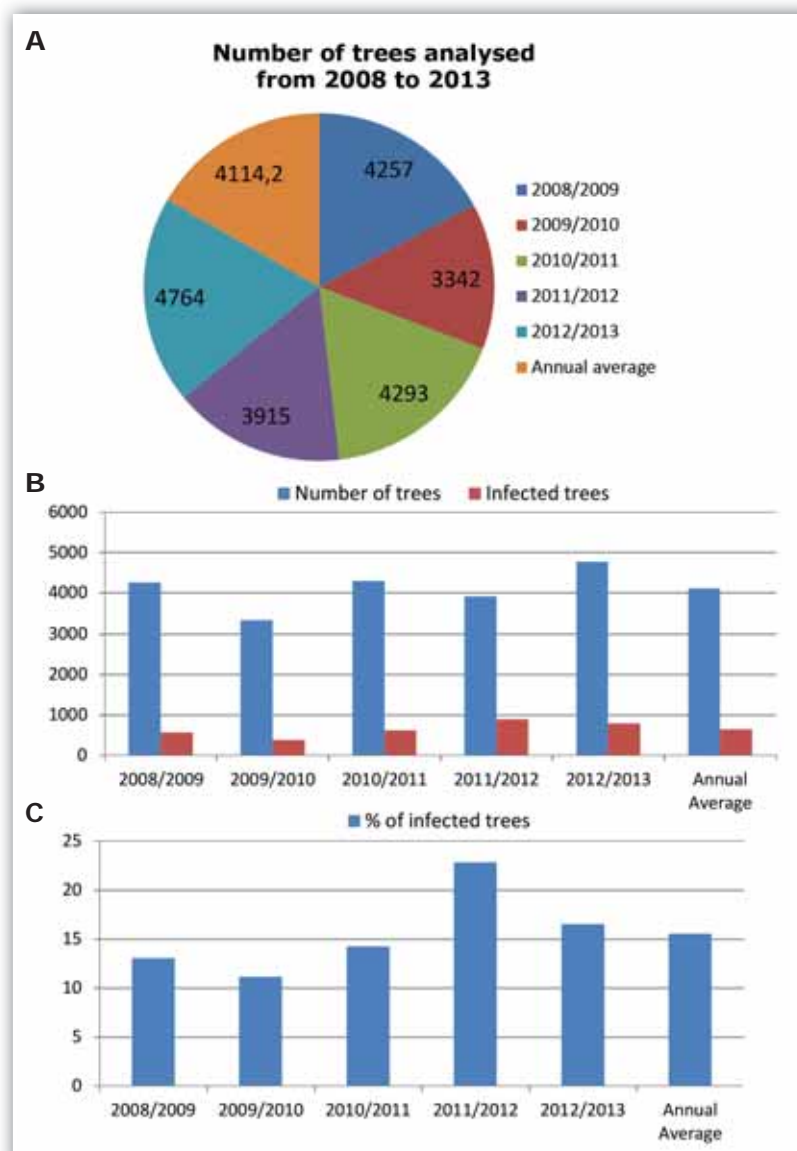 A
Number of trees analysed
from 2008 to 2013
4114,2
4257
4764
3342
3915
4293
2008/2009
2009/2010
2010/2011
2011/2012
2012/2013
Annual average
B
Number of trees Infected trees
6000
5000
4000
3000
2000
1000
0
2008/2009 2009/2010 2010/2011 2011/2012 2012/2013 Annual
Average
C
% of infected trees
25
20
15
10
5
0
2008/2009 2009/2010 2010/2011 2011/2012 2012/2013 Annual
Average